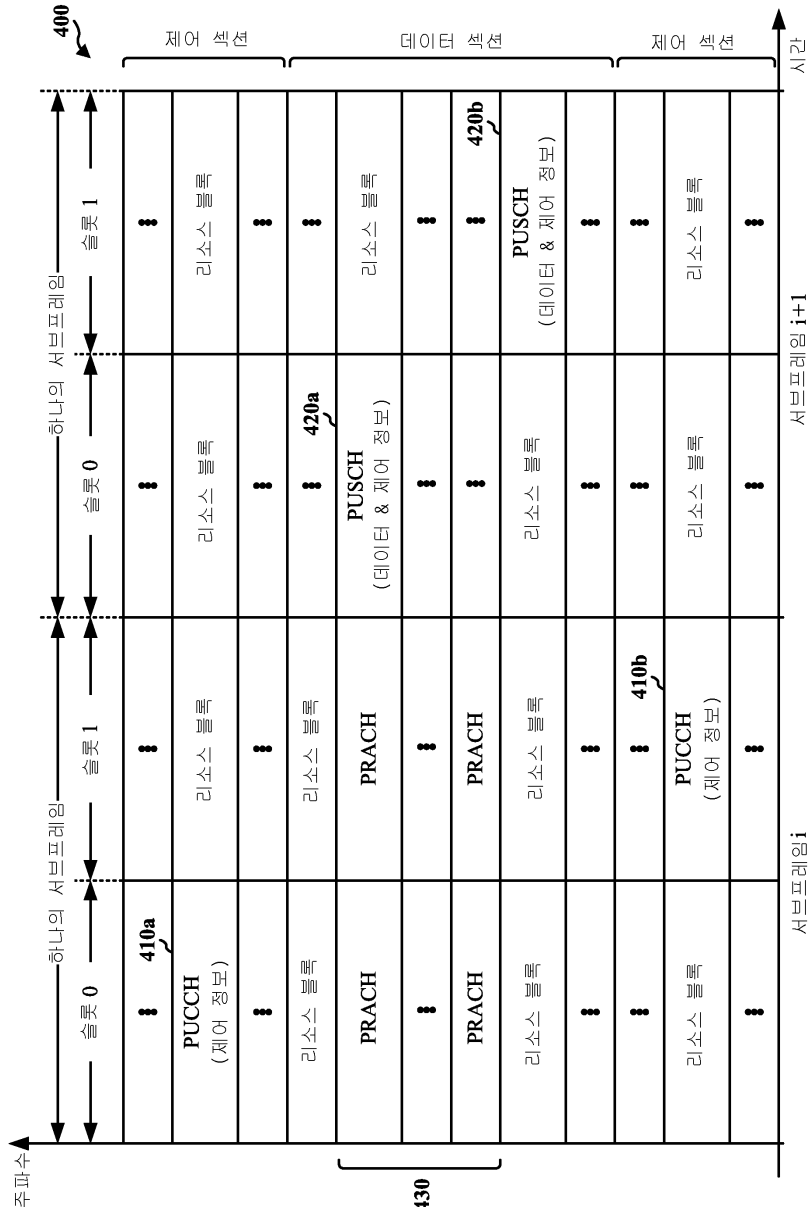 400
주파수
하나의 서브프레임
하나의 서브프레임
슬롯 0
슬롯 1
슬롯 0
슬롯 1
제어 섹션
데이터 섹션
제어 섹션
410a
PUCCH
(제어 정보)
리소스 블록
리소스 블록
리소스 블록
리소스 블록
리소스 블록
420a
430
PRACH
PRACH
PUSCH
(데이터 & 제어 정보)
리소스 블록
PRACH
PRACH
420b
리소스 블록
리소스 블록
리소스 블록
PUSCH
(데이터 & 제어 정보)
410b
리소스 블록
PUCCH
(제어 정보)
리소스 블록
리소스 블록
서브프레임 i
서브프레임 i+1
시간